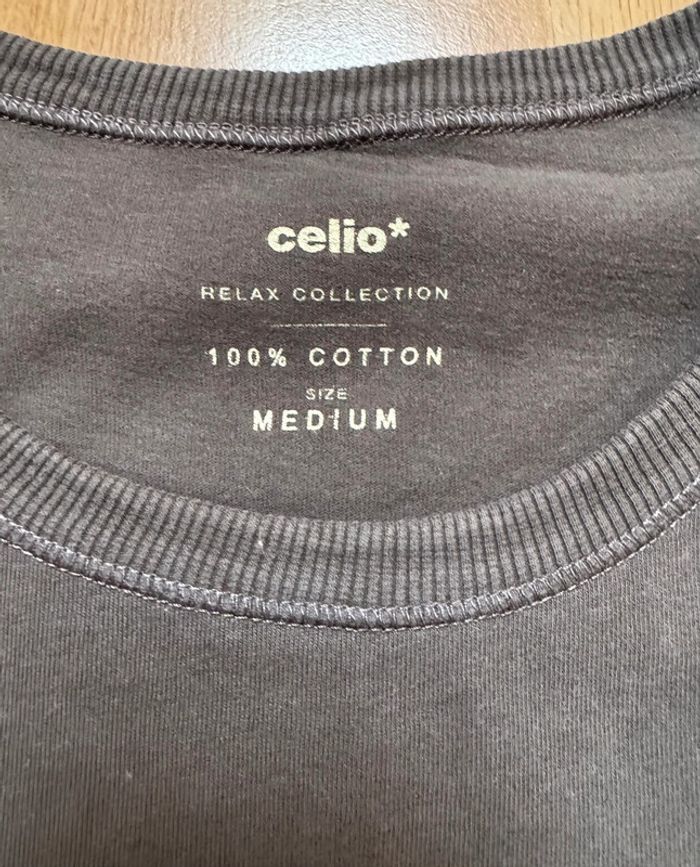 celio*
RELAX COLLECTION
100% COTTON
SIZE
MEDIUM